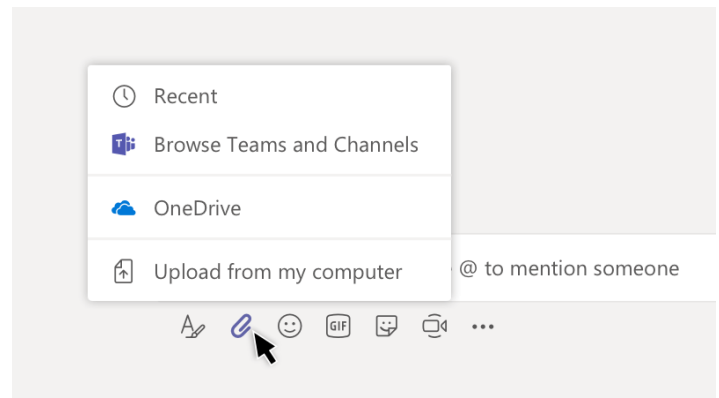 Recent
Browse Teams and Channels
OneDrive
Upload from my computer
@ to mention someone
GIF